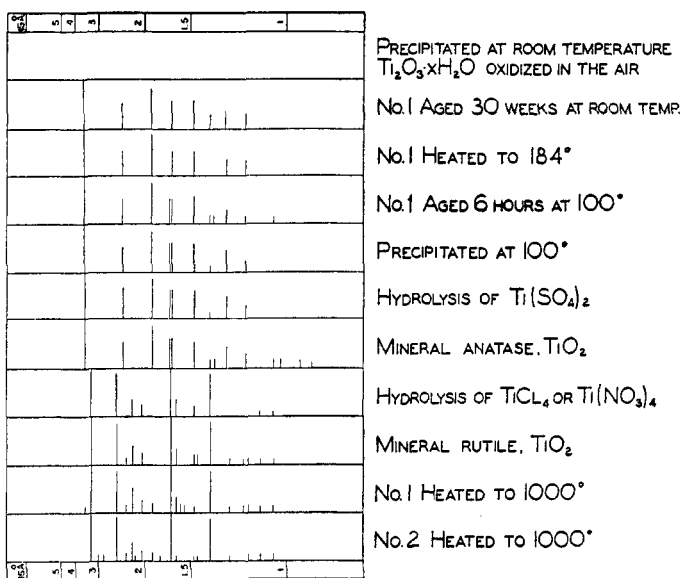 5 4 3 2 1.5 1
PRECIPITATED AT ROOM TEMPERATURE
Ti₂O₃·xH₂O OXIDIZED IN THE AIR
No.1 AGED 30 WEEKS AT ROOM TEMP.
No.1 HEATED TO 184°
No.1 AGED 6 HOURS AT 100°
PRECIPITATED AT 100°
HYDROLYSIS OF Ti(SO₄)₂
MINERAL ANATASE, TiO₂
HYDROLYSIS OF TiCL₄ OR Ti(NO₃)₄
MINERAL RUTILE, TiO₂
No.1 HEATED TO 1000°
No.2 HEATED TO 1000°
5 4 3 2 1.5 1